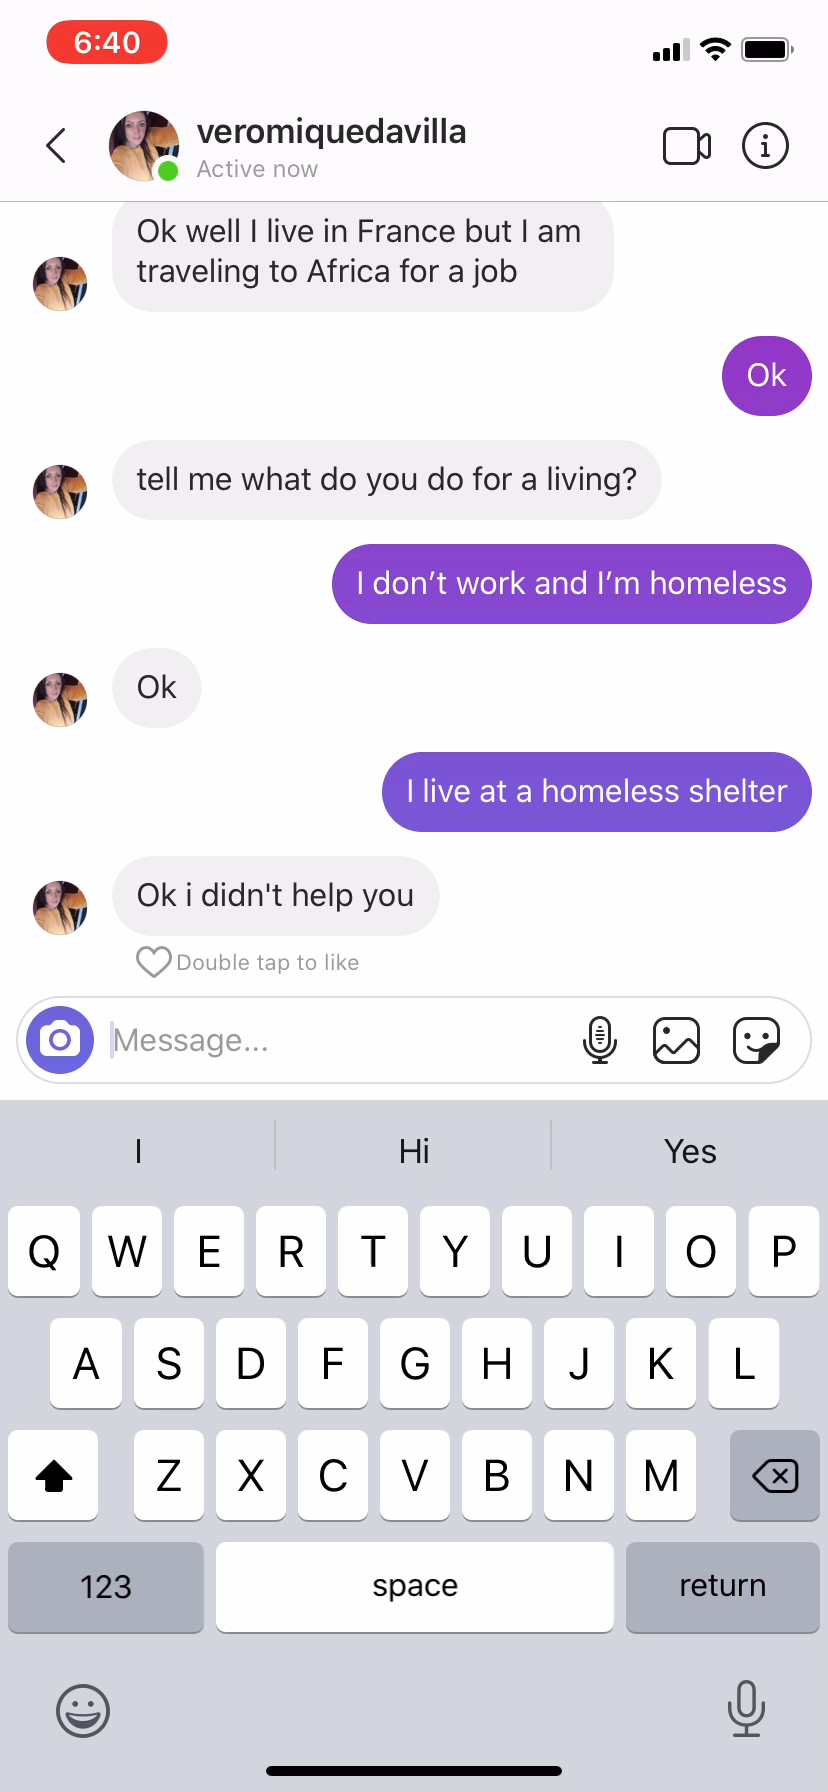 6:40
veromiquedavilla
Active now
Ok well I live in France but I am
traveling to Africa for a job
Ok
tell me what do you do for a living?
I don’t work and I’m homeless
Ok
I live at a homeless shelter
Ok i didn't help you
Double tap to like
Message...
I Hi Yes
Q W E R T Y U I O P
A S D F G H J K L
Z X C V B N M
123 space return